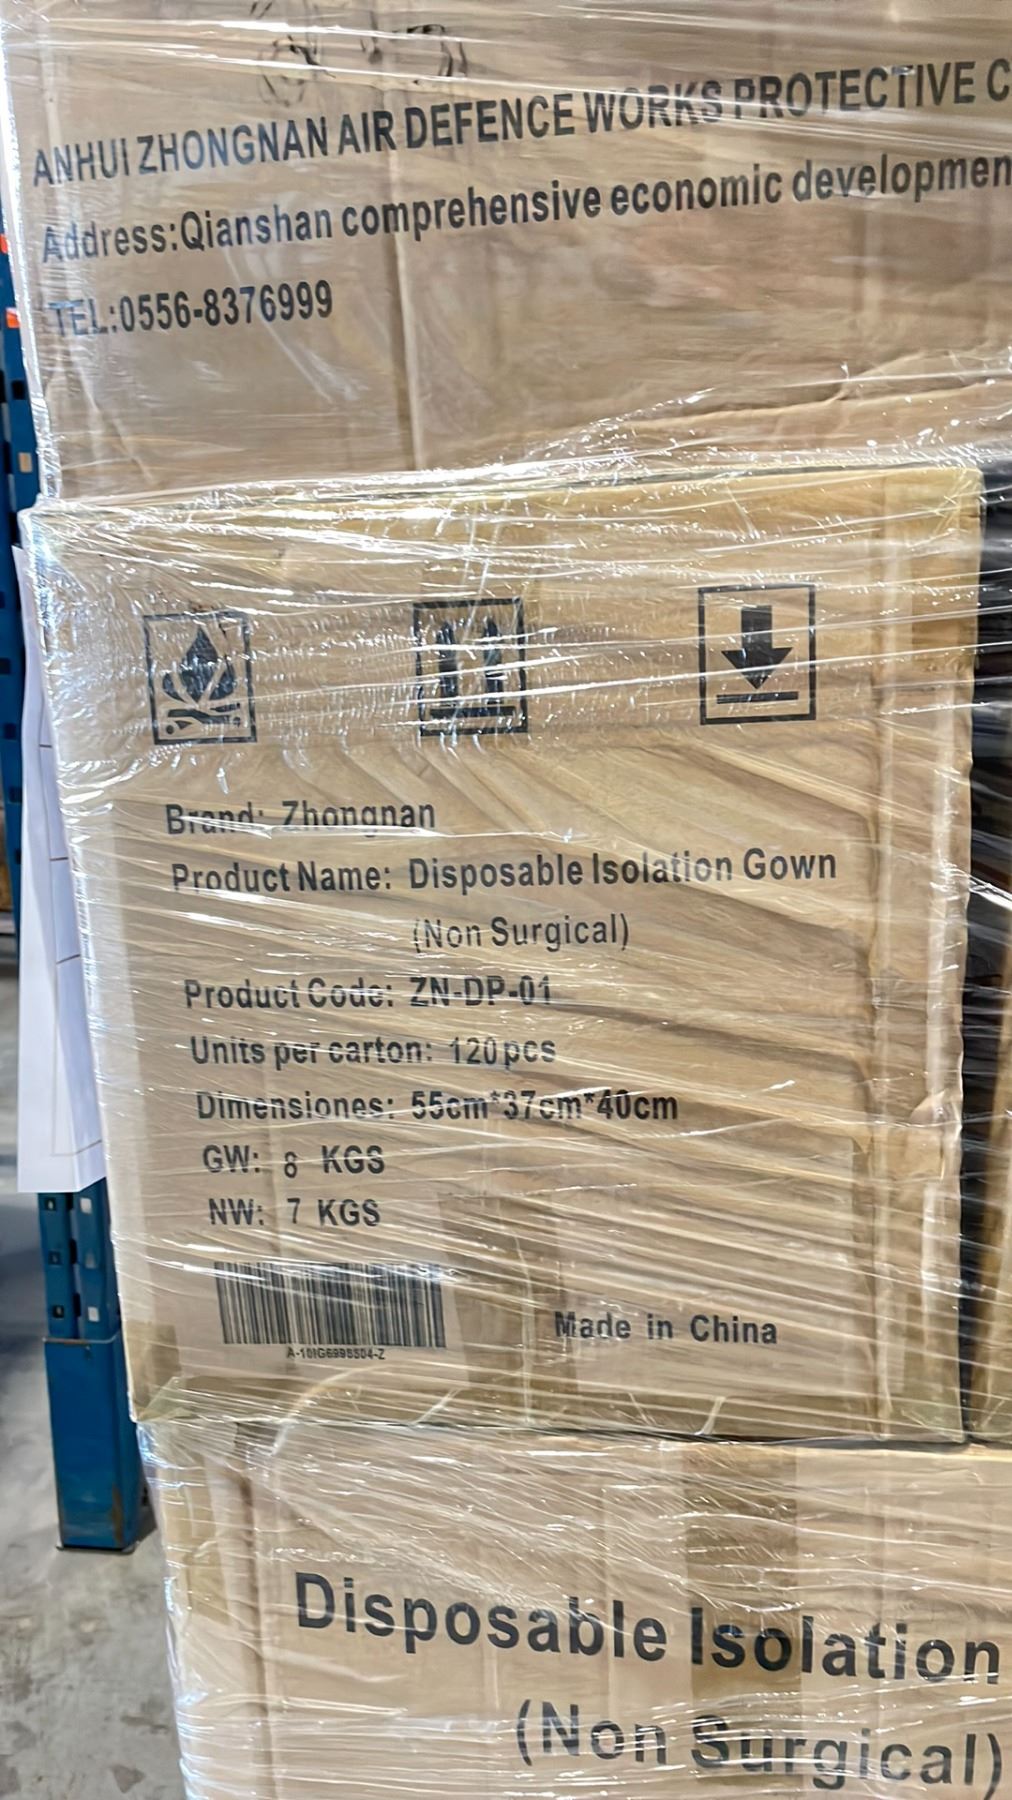 ANHUI ZHONGNAN AIR DEFENCE WORKS PROTECTIVE C
Address:Qianshan comprehensive economic developmen
TEL:0556-8376999
Brand: Zhongnan
Product Name: Disposable Isolation Gown
(Non Surgical)
Product Code: ZN-DP-01
Units per carton: 120pcs
Dimensiones: 55cm*37cm*40cm
GW: 8 KGS
NW: 7 KGS
Made in China
Disposable Isolation
(Non Surgical)